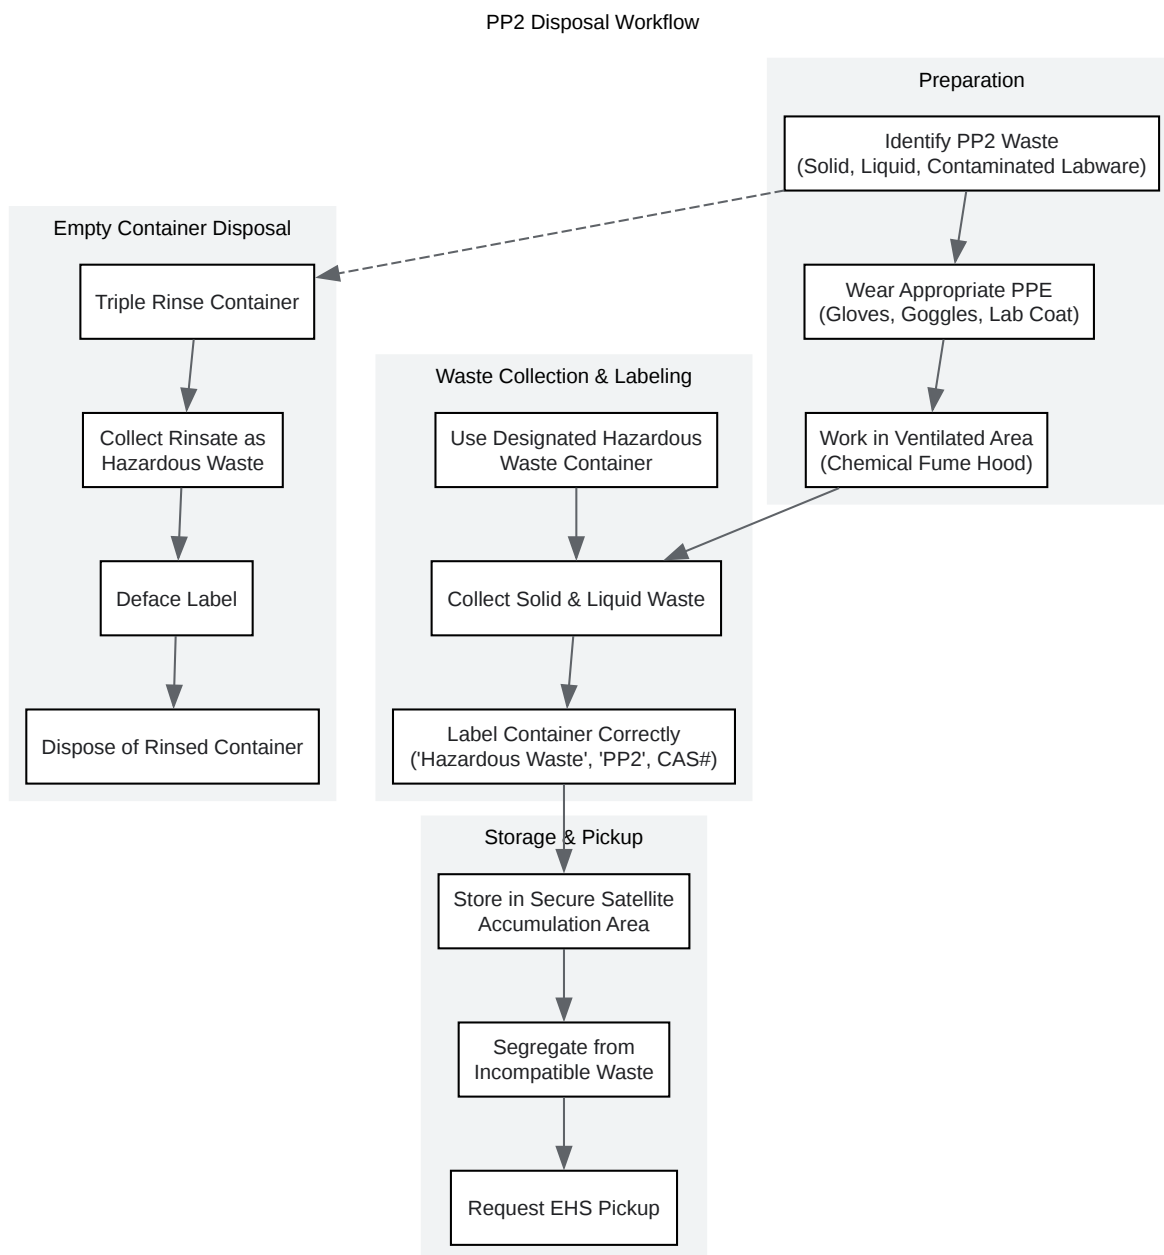 PP2 Disposal Workflow
Preparation
Identify PP2 Waste
(Solid, Liquid, Contaminated Labware)
Wear Appropriate PPE
(Gloves, Goggles, Lab Coat)
Work in Ventilated Area
(Chemical Fume Hood)
Empty Container Disposal
Triple Rinse Container
Collect Rinsate as
Hazardous Waste
Deface Label
Dispose of Rinsed Container
Waste Collection & Labeling
Use Designated Hazardous
Waste Container
Collect Solid & Liquid Waste
Label Container Correctly
('Hazardous Waste', 'PP2', CAS#)
Storage & Pickup
Store in Secure Satellite
Accumulation Area
Segregate from
Incompatible Waste
Request EHS Pickup